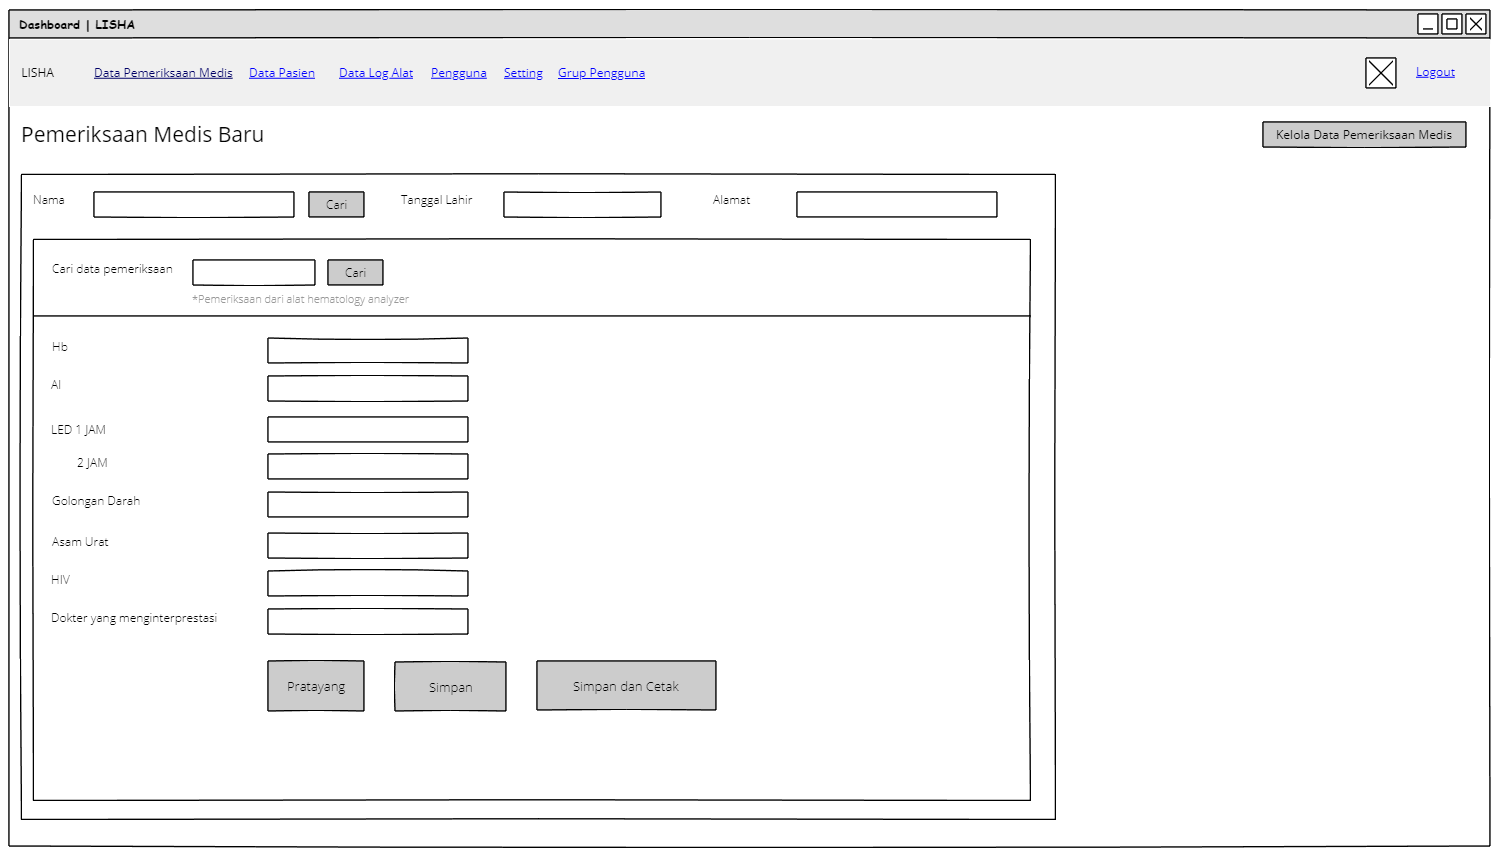 Dashboard | LISHA
LISHA Data Pemeriksaan Medis Data Pasien Data Log Alat Pengguna Setting Grup Pengguna Logout
Pemeriksaan Medis Baru Kelola Data Pemeriksaan Medis
Nama Cari Tanggal Lahir Alamat
Cari data pemeriksaan Cari
*Pemeriksaan dari alat hematology analyzer
Hb
Al
LED 1 JAM
2 JAM
Golongan Darah
Asam Urat
HIV
Dokter yang menginterprestasi
Pratayang Simpan Simpan dan Cetak